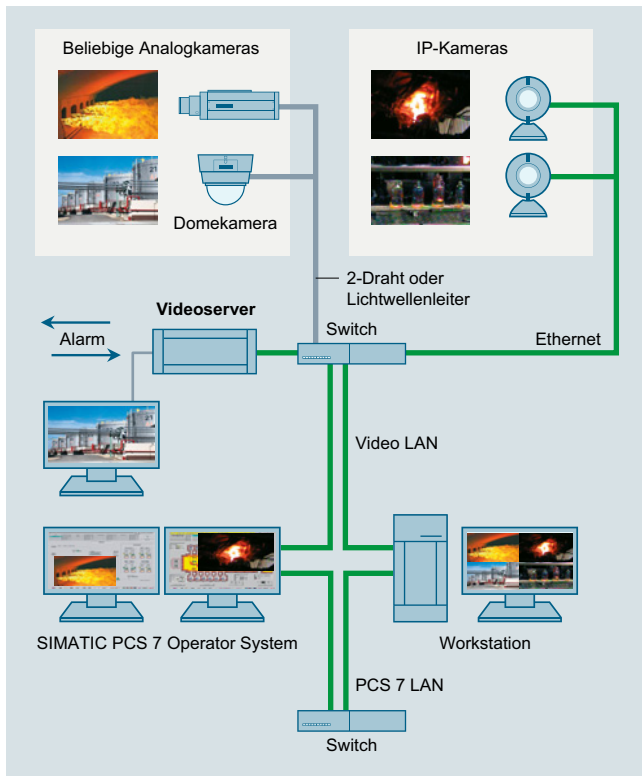 Beliebige Analogkameras
IP-Kameras
Domekamera
2-Draht oder
Lichtwellenleiter
Videoserver
Switch
Alarm
Ethernet
Video LAN
SIMATIC PCS 7 Operator System
Workstation
PCS 7 LAN
Switch